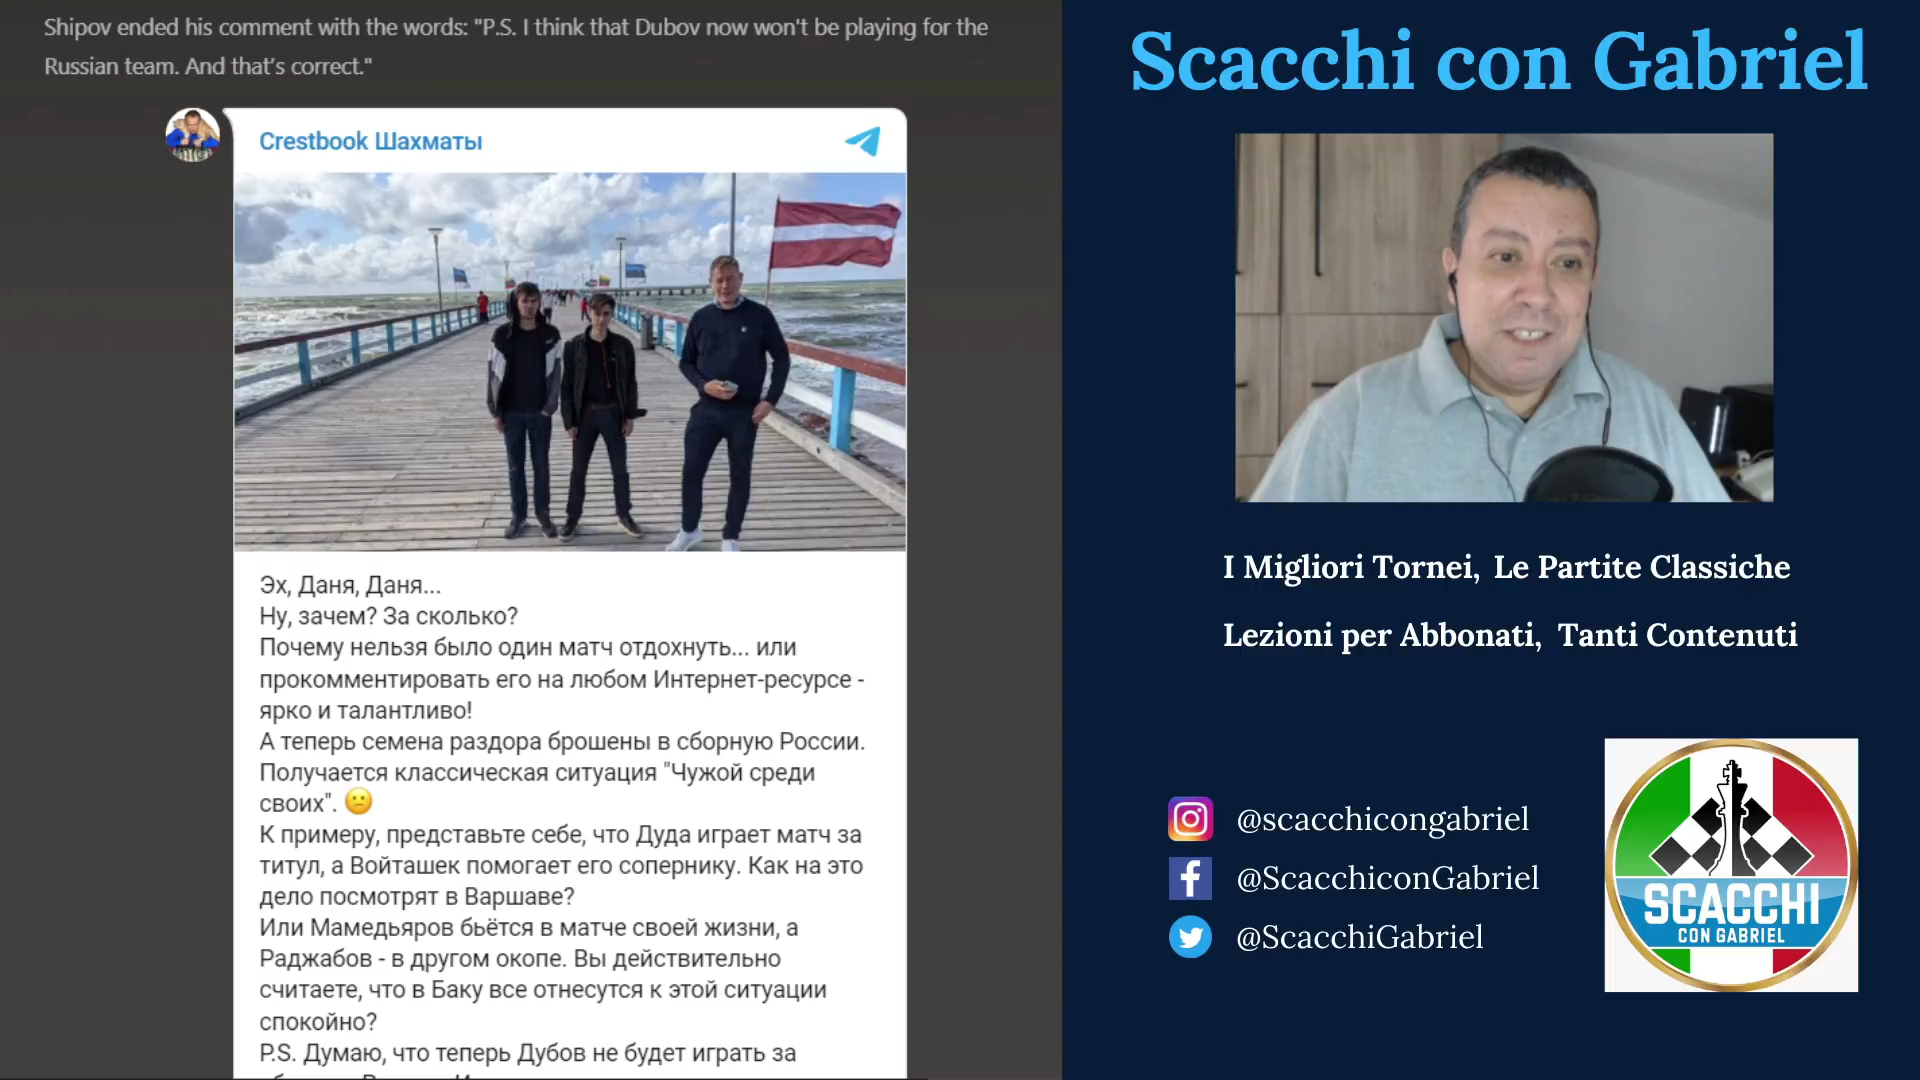 Shipov ended his comment with the words: "P.S. I think that Dubov now won't be playing for the
Russian team. And that's correct."
Crestbook Шахматы
Эх, Даня, Даня...
Ну, зачем? За сколько?
Почему нельзя было один матч отдохнуть... или
прокомментировать его на любом Интернет-ресурсе -
ярко и талантливо!
А теперь семена раздора брошены в сборную России.
Получается классическая ситуация "Чужой среди
своих". 😕
К примеру, представьте себе, что Дуда играет матч за
титул, а Войташек помогает его сопернику. Как на это
дело посмотрят в Варшаве?
Или Мамедьяров бьётся в матче своей жизни, а
Раджабов - в другом окопе. Вы действительно
считаете, что в Баку все отнесутся к этой ситуации
спокойно?
P.S. Думаю, что теперь Дубов не будет играть за
Scacchi con Gabriel
I Migliori Tornei, Le Partite Classiche
Lezioni per Abbonati, Tanti Contenuti
@scacchicongabriel
@ScacchiconGabriel
@ScacchiGabriel
SCACCHI
CON GABRIEL